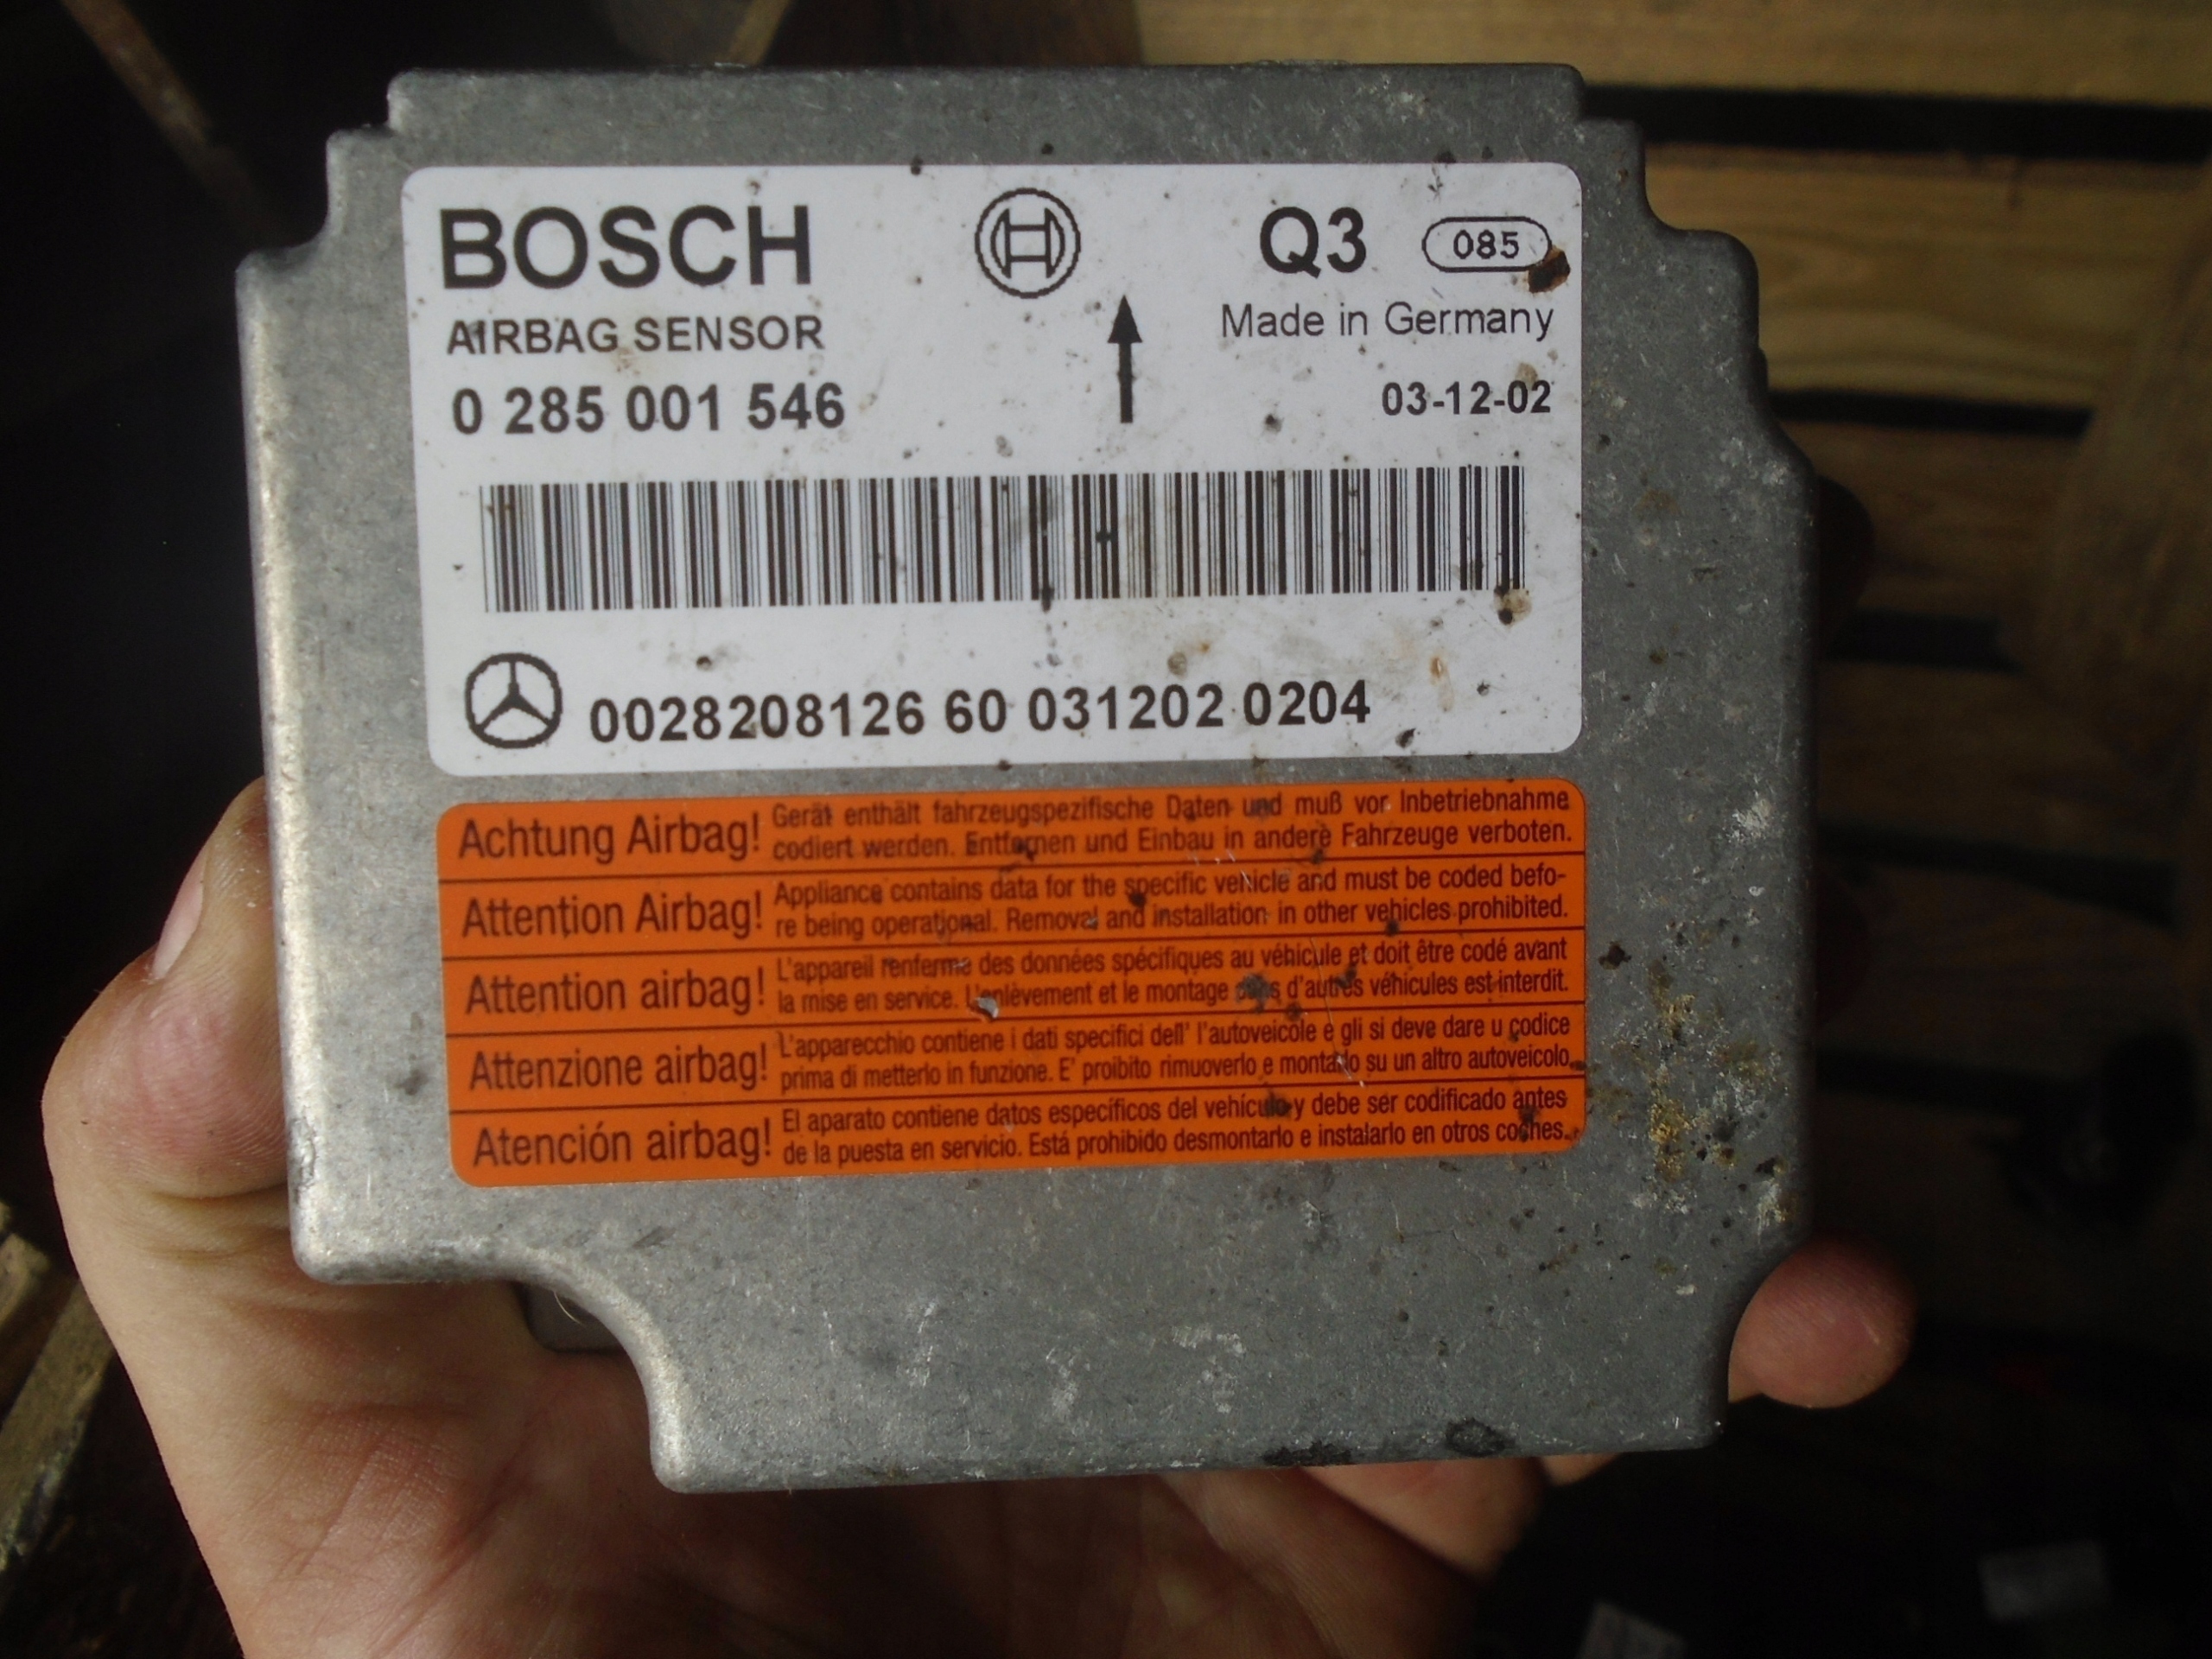 BOSCH
Q3 085
AIRBAG SENSOR
Made in Germany
0 285 001 546
03-12-02
0028208126 60 031202 0204
Achtung Airbag! Gerät enthält fahrzeugspezifische Daten und muß vor Inbetriebnahme
codiert werden. Entfernen und Einbau in andere Fahrzeuge verboten.
Attention Airbag! Appliance contains data for the specific vehicle and must be coded befo-
re being operational. Removal and installation in other vehicles prohibited.
Attention airbag! L'appareil renferme des données spécifiques au véhicule et doit être codé avant
la mise en service. L'enlèvement et le montage d'autres véhicules est interdit.
Attenzione airbag! L'apparecchio contiene i dati specifici dell' l'autoveicole e gli si deve dare u codice
prima di metterlo in funzione. E' proibito rimuoverlo e montado su un altro autoveicolo.
Atención airbag! El aparato contiene datos específicos del vehículo y debe ser codificado antes
de la puesta en servicio. Está prohibido desmontarlo e instalarlo en otros coches.